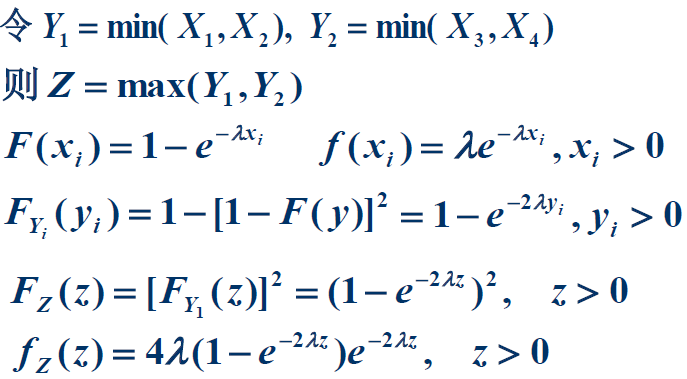 令 Y₁ = min( X₁, X₂), Y₂ = min( X₃, X₄)
则 Z = max(Y₁, Y₂)
F(xᵢ) = 1 − e^{−λxᵢ}  f(xᵢ) = λe^{−λxᵢ}, xᵢ > 0
F_{Yᵢ}(yᵢ) = 1 − [1 − F(y)]² = 1 − e^{−2λyᵢ}, yᵢ > 0
F_Z(z) = [F_{Y₁}(z)]² = (1 − e^{−2λz})², z > 0
f_Z(z) = 4λ(1 − e^{−2λz})e^{−2λz}, z > 0